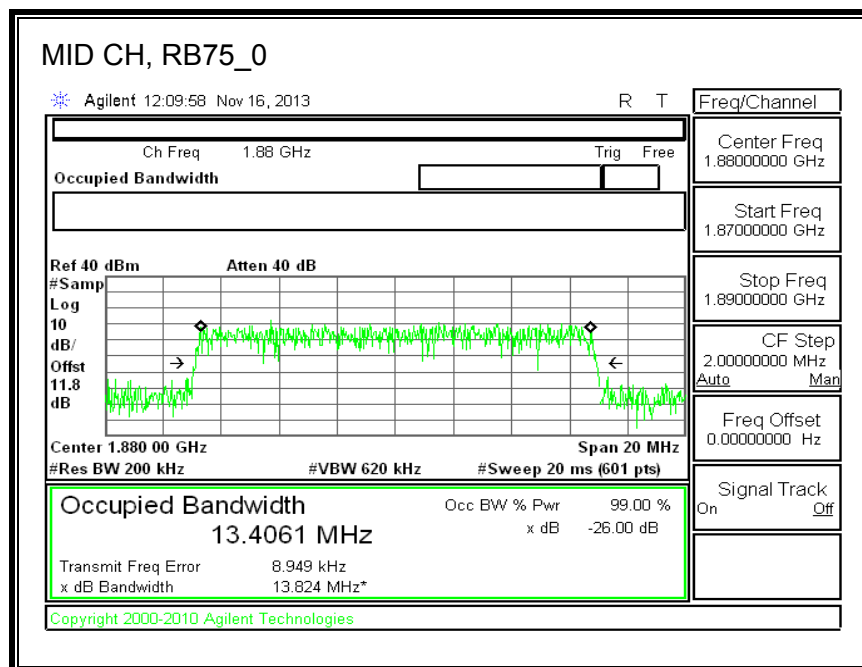 MID CH, RB75_0
Agilent 12:09:58 Nov 16, 2013 R T
Freq/Channel
Ch Freq 1.88 GHz Trig Free
Occupied Bandwidth
Center Freq
1.88000000 GHz
Start Freq
1.87000000 GHz
Stop Freq
1.89000000 GHz
CF Step
2.00000000 MHz
Auto Man
Freq Offset
0.00000000 Hz
Signal Track
On Off
Ref 40 dBm Atten 40 dB
#Samp
Log
10
dB/
Offst
11.8
dB
Center 1.880 00 GHz Span 20 MHz
#Res BW 200 kHz #VBW 620 kHz #Sweep 20 ms (601 pts)
Occupied Bandwidth Occ BW % Pwr 99.00 %
13.4061 MHz x dB -26.00 dB
Transmit Freq Error 8.949 kHz
x dB Bandwidth 13.824 MHz*
Copyright 2000-2010 Agilent Technologies